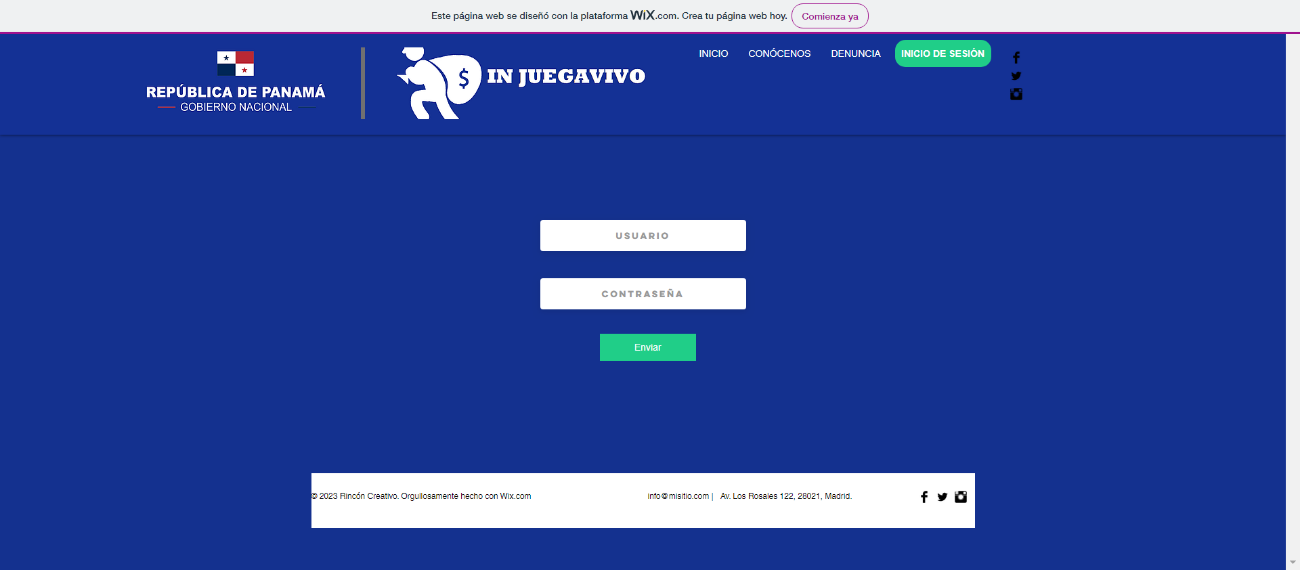 Este página web se diseñó con la plataforma WiX.com. Crea tu página web hoy. Comienza ya
INICIO CONÓCENOS DENUNCIA INICIO DE SESIÓN
$ IN JUEGAVIVO
REPÚBLICA DE PANAMÁ
GOBIERNO NACIONAL
USUARIO
CONTRASEÑA
Enviar
© 2023 Rincón Creativo. Orgullosamente hecho con Wix.com
info@misitio.com | Av. Los Rosales 122, 28021, Madrid.